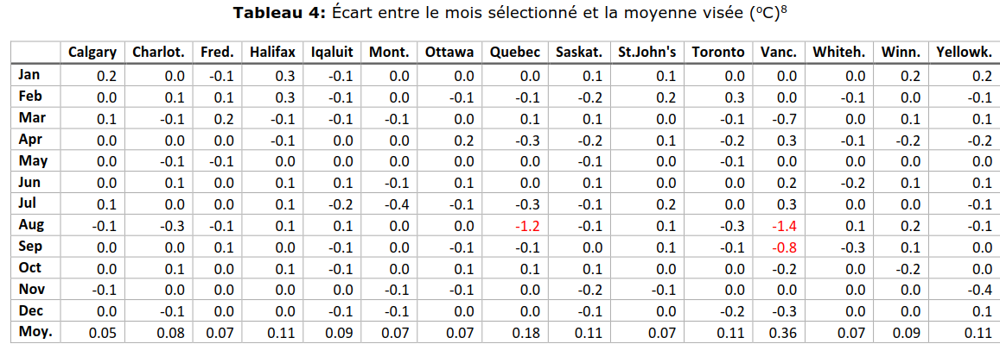 Tableau 4: Écart entre le mois sélectionné et la moyenne visée (ºC)⁸
Calgary Charlot. Fred. Halifax Iqaluit Mont. Ottawa Quebec Saskat. St.John's Toronto Vanc. Whiteh. Winn. Yellowk.
Jan 0.2 0.0 -0.1 0.3 -0.1 0.0 0.0 0.0 0.1 0.1 0.0 0.0 0.0 0.2 0.2
Feb 0.0 0.1 0.1 0.3 -0.1 0.0 -0.1 -0.1 -0.2 0.2 0.3 0.0 -0.1 0.0 -0.1
Mar 0.1 -0.1 0.2 -0.1 -0.1 -0.1 0.0 0.1 0.1 0.0 -0.1 -0.7 0.0 0.1 0.1
Apr 0.0 0.0 0.0 -0.1 0.0 0.0 0.2 -0.3 -0.2 0.1 -0.2 0.3 -0.1 -0.2 -0.2
May 0.0 -0.1 -0.1 0.0 0.0 0.0 0.0 0.0 -0.1 0.0 -0.1 0.0 0.0 0.0 0.0
Jun 0.0 0.1 0.0 0.1 0.1 -0.1 0.1 0.0 0.1 0.0 0.0 0.2 -0.2 0.1 0.1
Jul 0.1 0.0 0.0 0.1 -0.2 -0.4 -0.1 -0.3 -0.1 0.2 0.0 0.3 0.0 0.0 -0.1
Aug -0.1 -0.3 -0.1 0.1 0.1 0.0 0.0 -1.2 -0.1 0.1 -0.3 -1.4 0.1 0.2 -0.1
Sep 0.0 0.0 0.1 0.0 -0.1 0.0 -0.1 -0.1 0.0 0.1 -0.1 -0.8 -0.3 0.1 0.0
Oct 0.0 0.1 0.0 0.1 -0.1 0.0 0.1 0.1 0.1 0.0 0.0 -0.2 0.0 -0.2 0.0
Nov -0.1 0.0 0.0 0.0 0.0 -0.1 -0.1 0.0 -0.2 -0.1 0.0 0.0 0.0 0.0 -0.4
Dec 0.0 -0.1 0.0 0.0 -0.1 -0.1 0.0 0.0 -0.1 0.0 -0.2 -0.3 0.0 0.0 0.1
Moy. 0.05 0.08 0.07 0.11 0.09 0.07 0.07 0.18 0.11 0.07 0.11 0.36 0.07 0.09 0.11